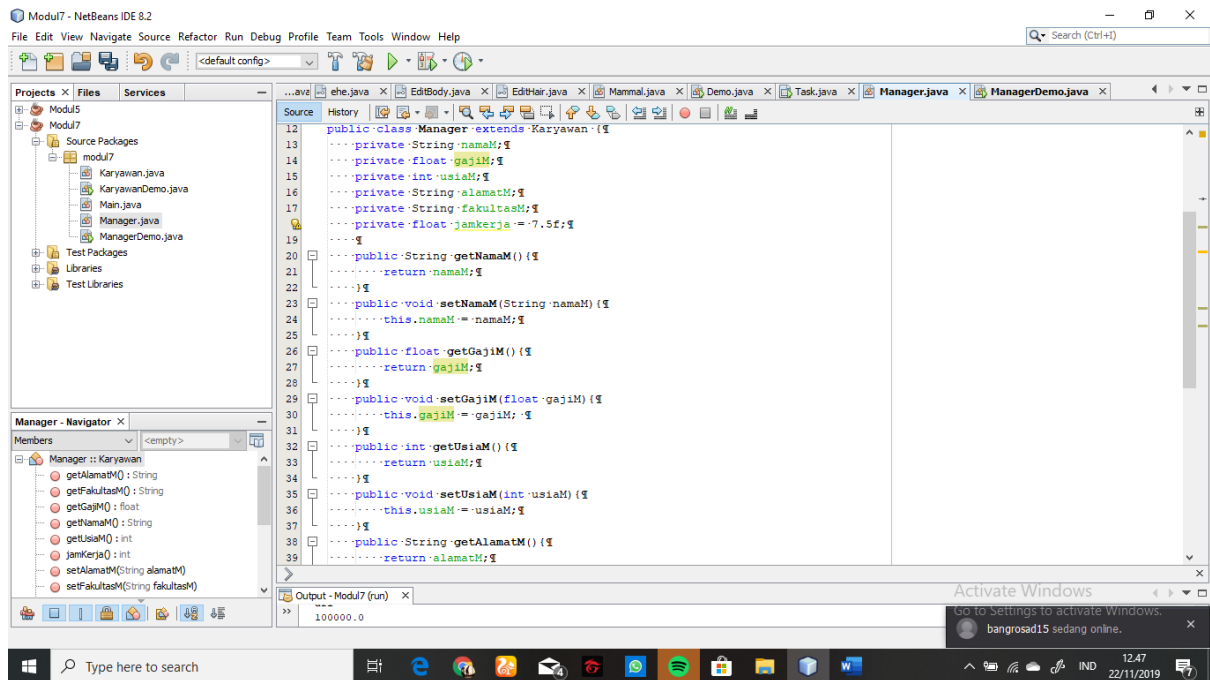 Modul7 - NetBeans IDE 8.2
File Edit View Navigate Source Refactor Run Debug Profile Team Tools Window Help
Search (Ctrl+I)
<default config>
Projects Files Services
Modul5
Modul7
Source Packages
modul7
Karyawan.java
KaryawanDemo.java
Main.java
Manager.java
ManagerDemo.java
Test Packages
Libraries
Test Libraries
...ava ehe.java EditBody.java EditHair.java Mammal.java Demo.java Task.java Manager.java ManagerDemo.java
Source History
12 public·class·Manager·extends·Karyawan·{¶
13 ····private·String·namaM;¶
14 ····private·float·gajiM;¶
15 ····private·int·usiaM;¶
16 ····private·String·alamatM;¶
17 ····private·String·fakultasM;¶
····private·float·jamkerja·=·7.5f;¶
19 ····¶
20 ····public·String·getNamaM(){¶
21 ········return·namaM;¶
22 ····}¶
23 ····public·void·setNamaM(String·namaM){¶
24 ········this.namaM·=·namaM;¶
25 ····}¶
26 ····public·float·getGajiM(){¶
27 ········return·gajiM;¶
28 ····}¶
29 ····public·void·setGajiM(float·gajiM){¶
30 ········this.gajiM·=·gajiM;·¶
31 ····}¶
32 ····public·int·getUsiaM(){¶
33 ········return·usiaM;¶
34 ····}¶
35 ····public·void·setUsiaM(int·usiaM){¶
36 ········this.usiaM·=·usiaM;¶
37 ····}¶
38 ····public·String·getAlamatM(){¶
39 ········return·alamatM;¶
Manager - Navigator
Members <empty>
Manager :: Karyawan
getAlamatM() : String
getFakultasM() : String
getGajiM() : float
getNamaM() : String
getUsiaM() : int
jamKerja() : int
setAlamatM(String alamatM)
setFakultasM(String fakultasM)
Output - Modul7 (run)
100000.0
Activate Windows
Go to Settings to activate Windows.
bangrosad15 sedang online.
Type here to search
IND
12.47
22/11/2019